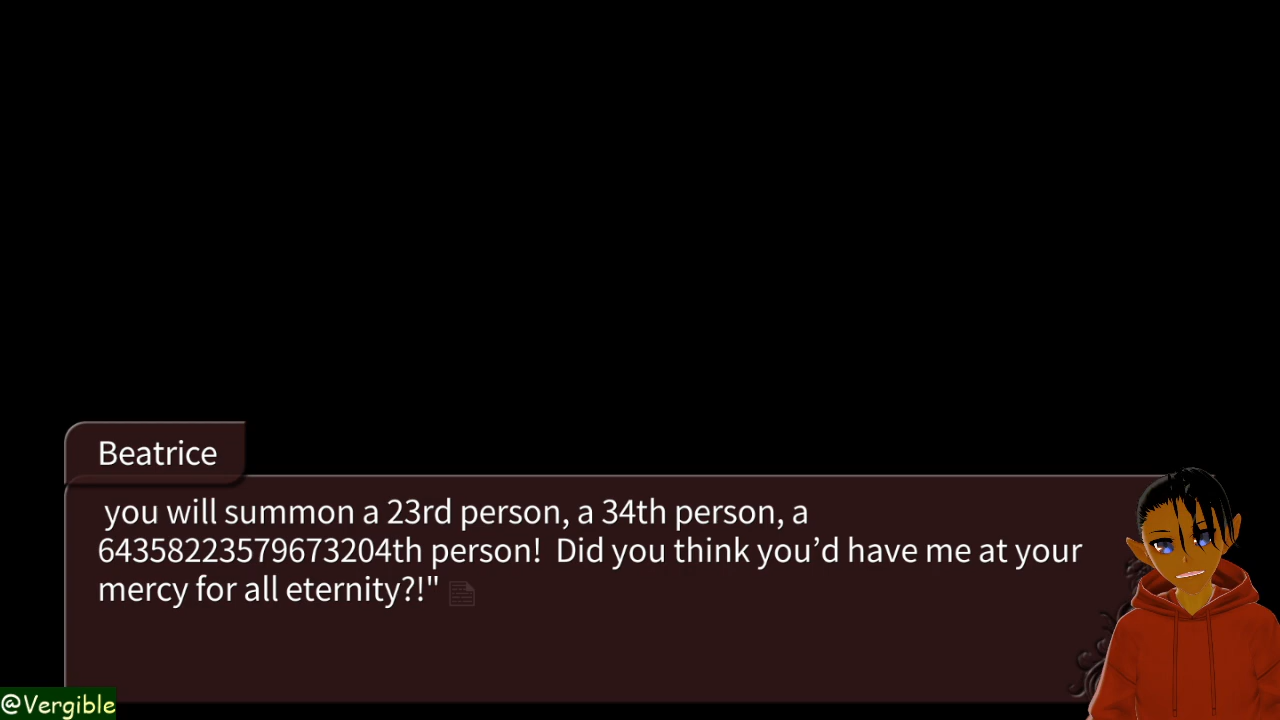 Beatrice
you will summon a 23rd person, a 34th person, a
64358223579673204th person!  Did you think you’d have me at your
mercy for all eternity?!"
@Vergible